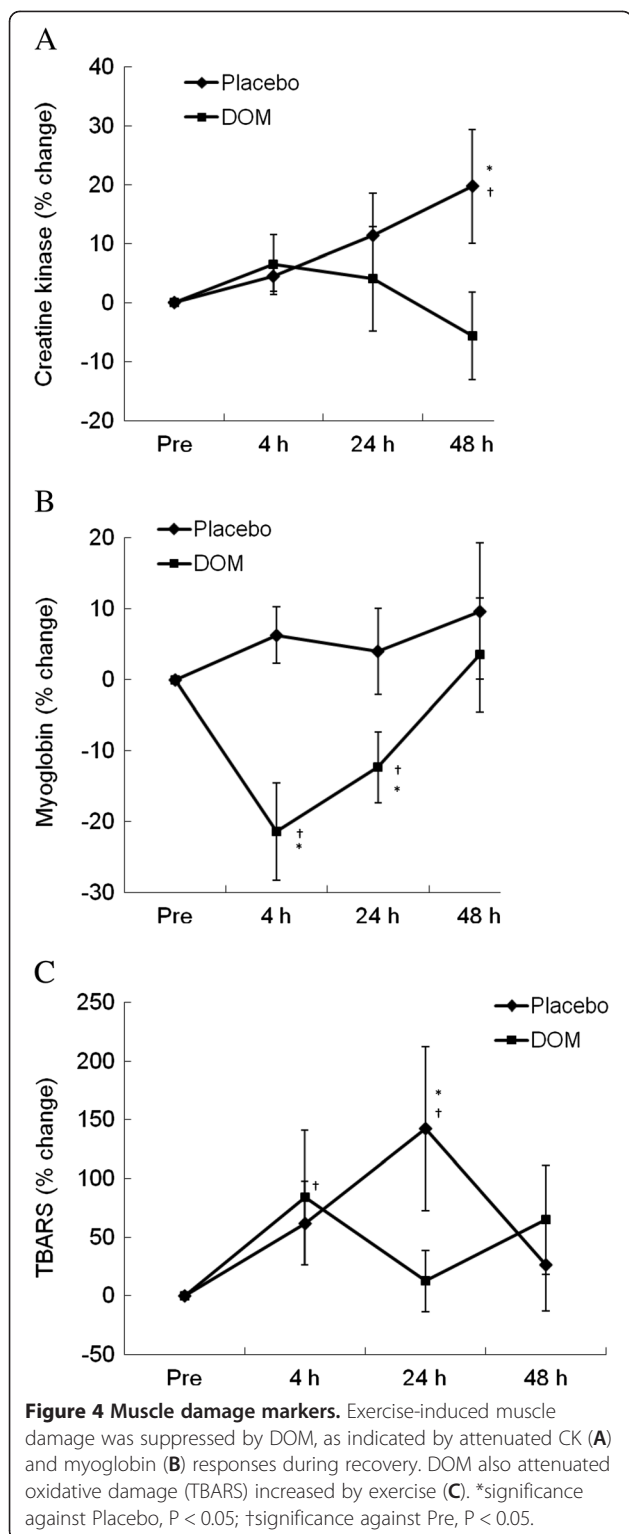 A
Creatine kinase (% change)
40
30
20
10
0
-10
-20
Placebo
DOM
*
†
Pre 4 h 24 h 48 h
B
Myoglobin (% change)
20
10
0
-10
-20
-30
Placebo
DOM
†
*
†
*
Pre 4 h 24 h 48 h
C
TBARS (% change)
250
200
150
100
50
0
-50
Placebo
DOM
†
*
†
Pre 4 h 24 h 48 h
Figure 4 Muscle damage markers. Exercise-induced muscle
damage was suppressed by DOM, as indicated by attenuated CK (A)
and myoglobin (B) responses during recovery. DOM also attenuated
oxidative damage (TBARS) increased by exercise (C). *significance
against Placebo, P < 0.05; †significance against Pre, P < 0.05.